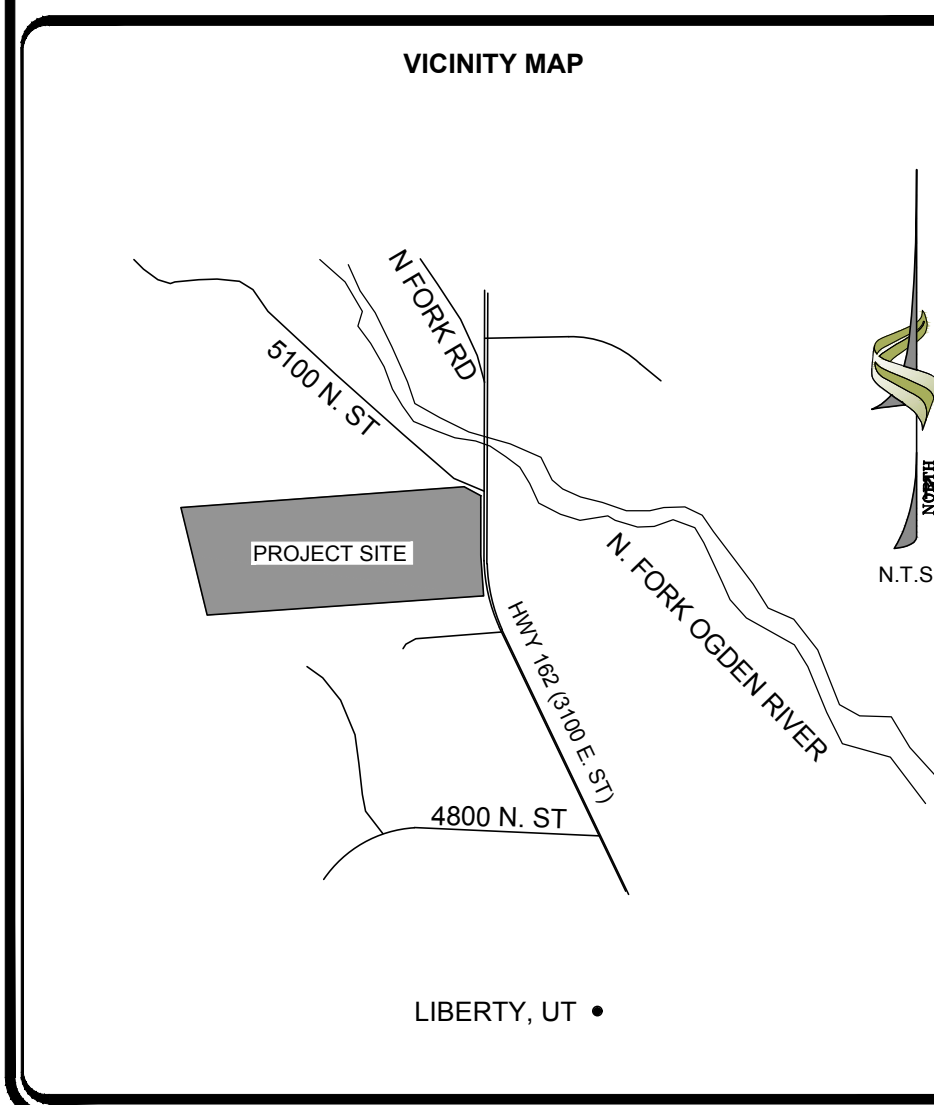 VICINITY MAP
N FORK RD
5100 N. ST
NORTH
N.T.S
PROJECT SITE
N. FORK OGDEN RIVER
HWY 162 (3100 E. ST)
4800 N. ST
LIBERTY, UT